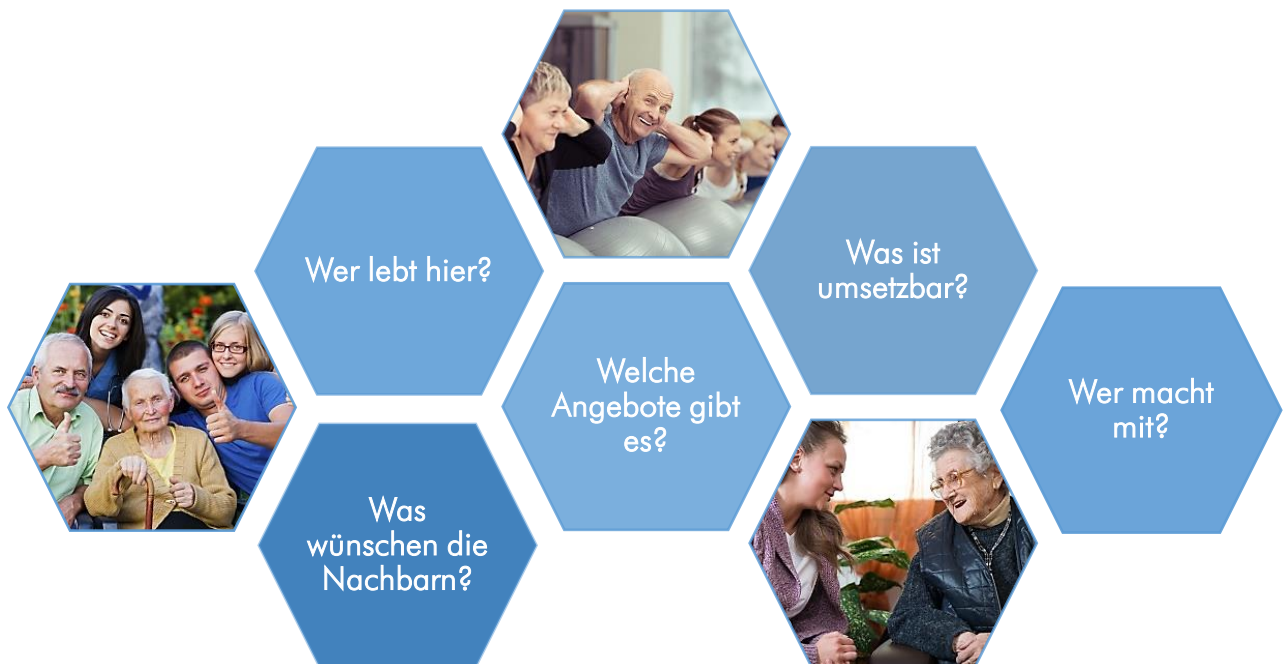 Wer lebt hier?
Was
wünschen die
Nachbarn?
Welche
Angebote gibt
es?
Was ist
umsetzbar?
Wer macht
mit?